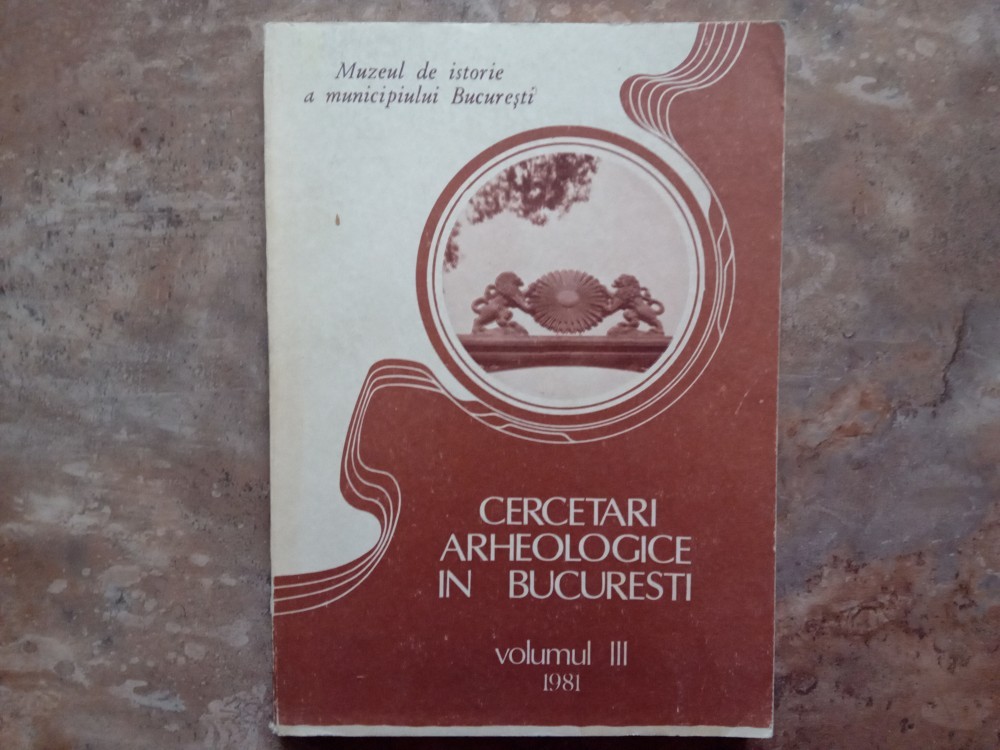 Muzeul de istorie
a municipiului București
CERCETARI
ARHEOLOGICE
IN BUCURESTI
volumul III
1981